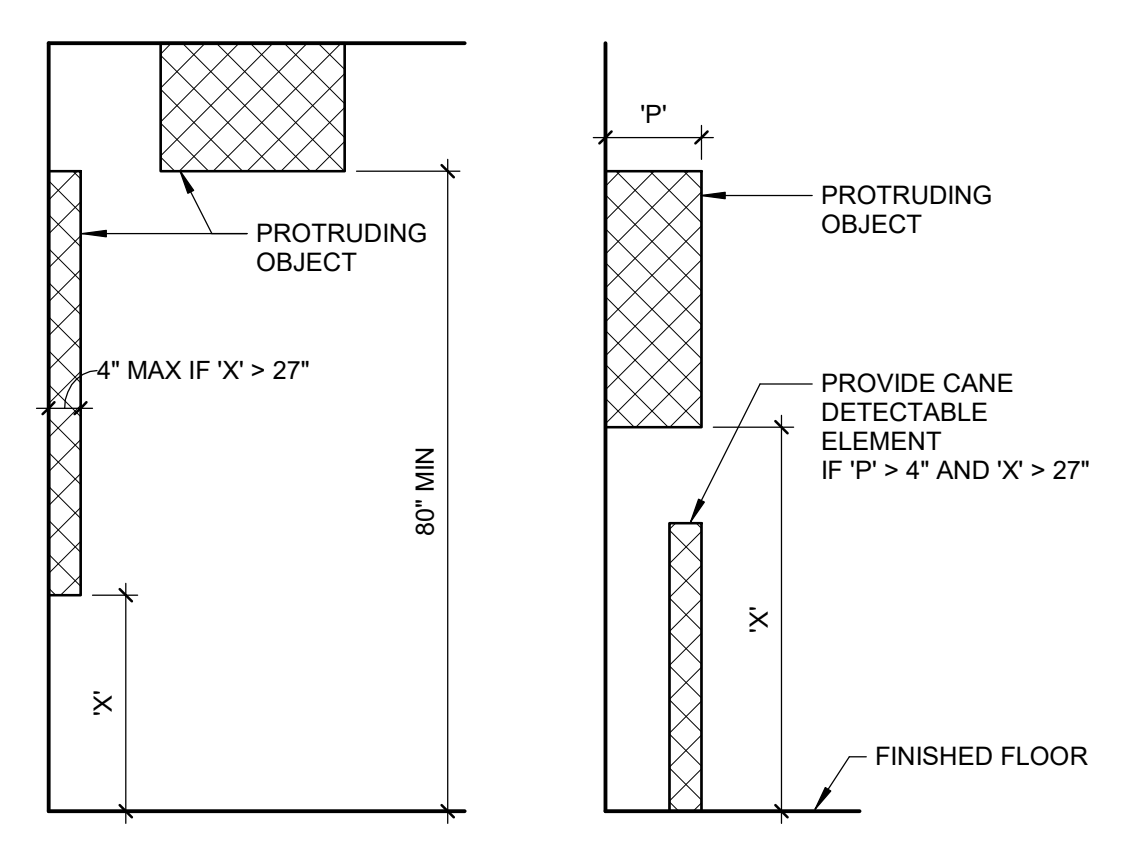 'P'
PROTRUDING
OBJECT
PROTRUDING
OBJECT
4" MAX IF 'X' > 27"
80" MIN
'X'
PROVIDE CANE
DETECTABLE
ELEMENT
IF 'P' > 4" AND 'X' > 27"
'X'
FINISHED FLOOR